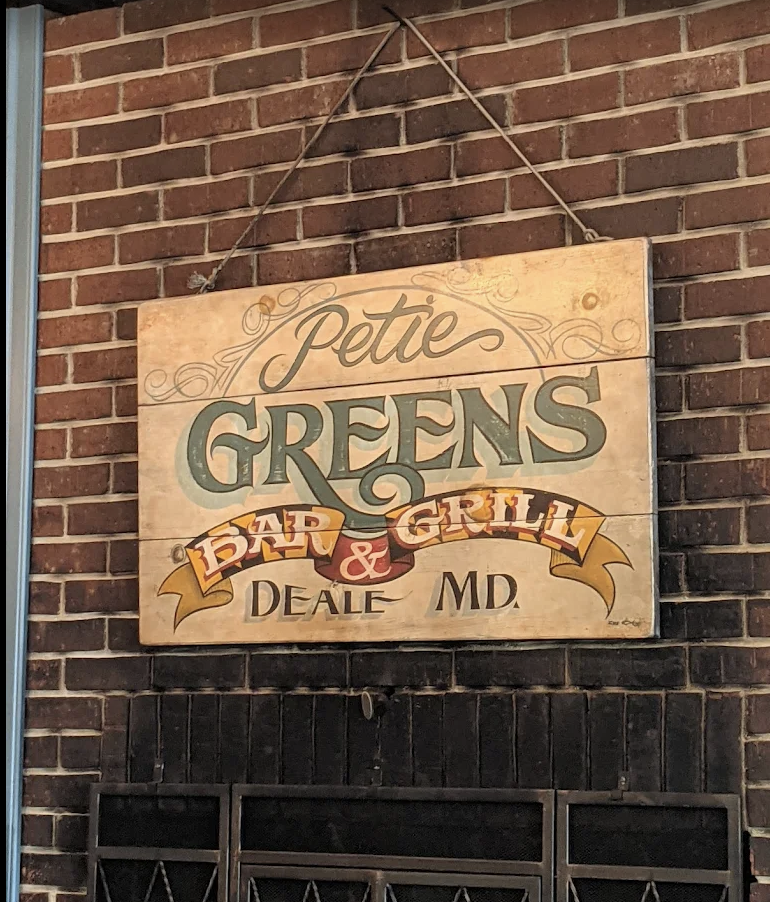 Petie
GREENS
BAR & GRILL
DEALE MD.